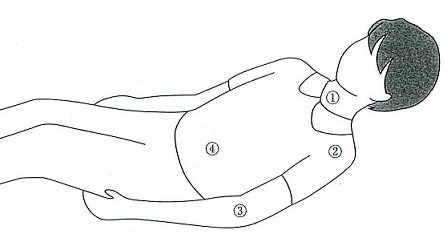 ①
②
④
③